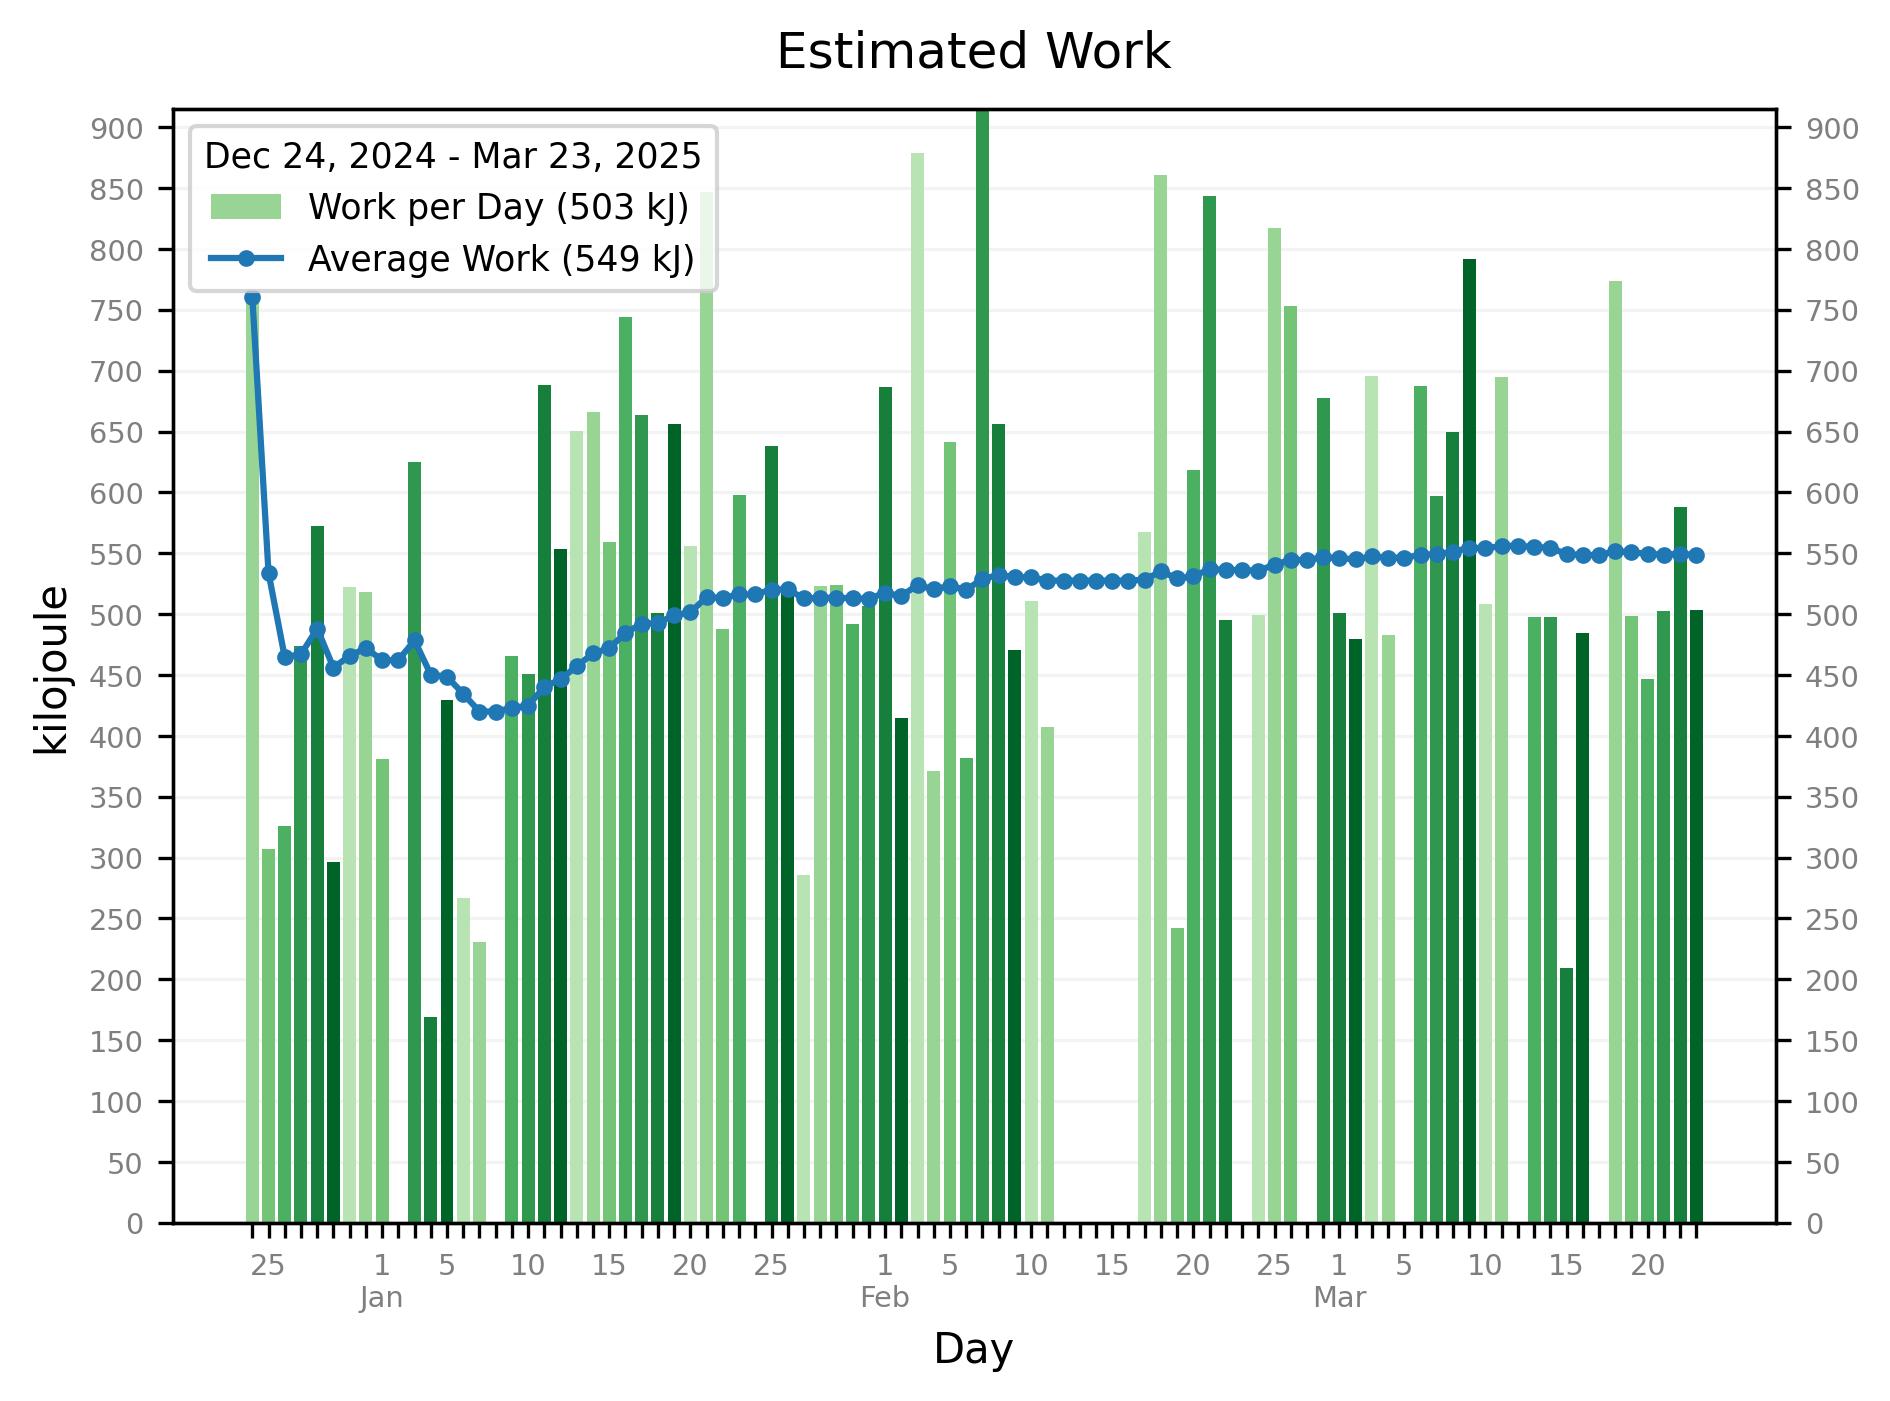 Estimated Work
Dec 24, 2024 - Mar 23, 2025
Work per Day (503 kJ)
Average Work (549 kJ)
900 900
850 850
800 800
750 750
700 700
650 650
600 600
550 550
500 500
450 450
400 400
350 350
300 300
250 250
200 200
150 150
100 100
50 50
0 0
kilojoule
25 1 5 10 15 20 25 1 5 10 15 20 25 1 5 10 15 20
Jan Feb Mar
Day